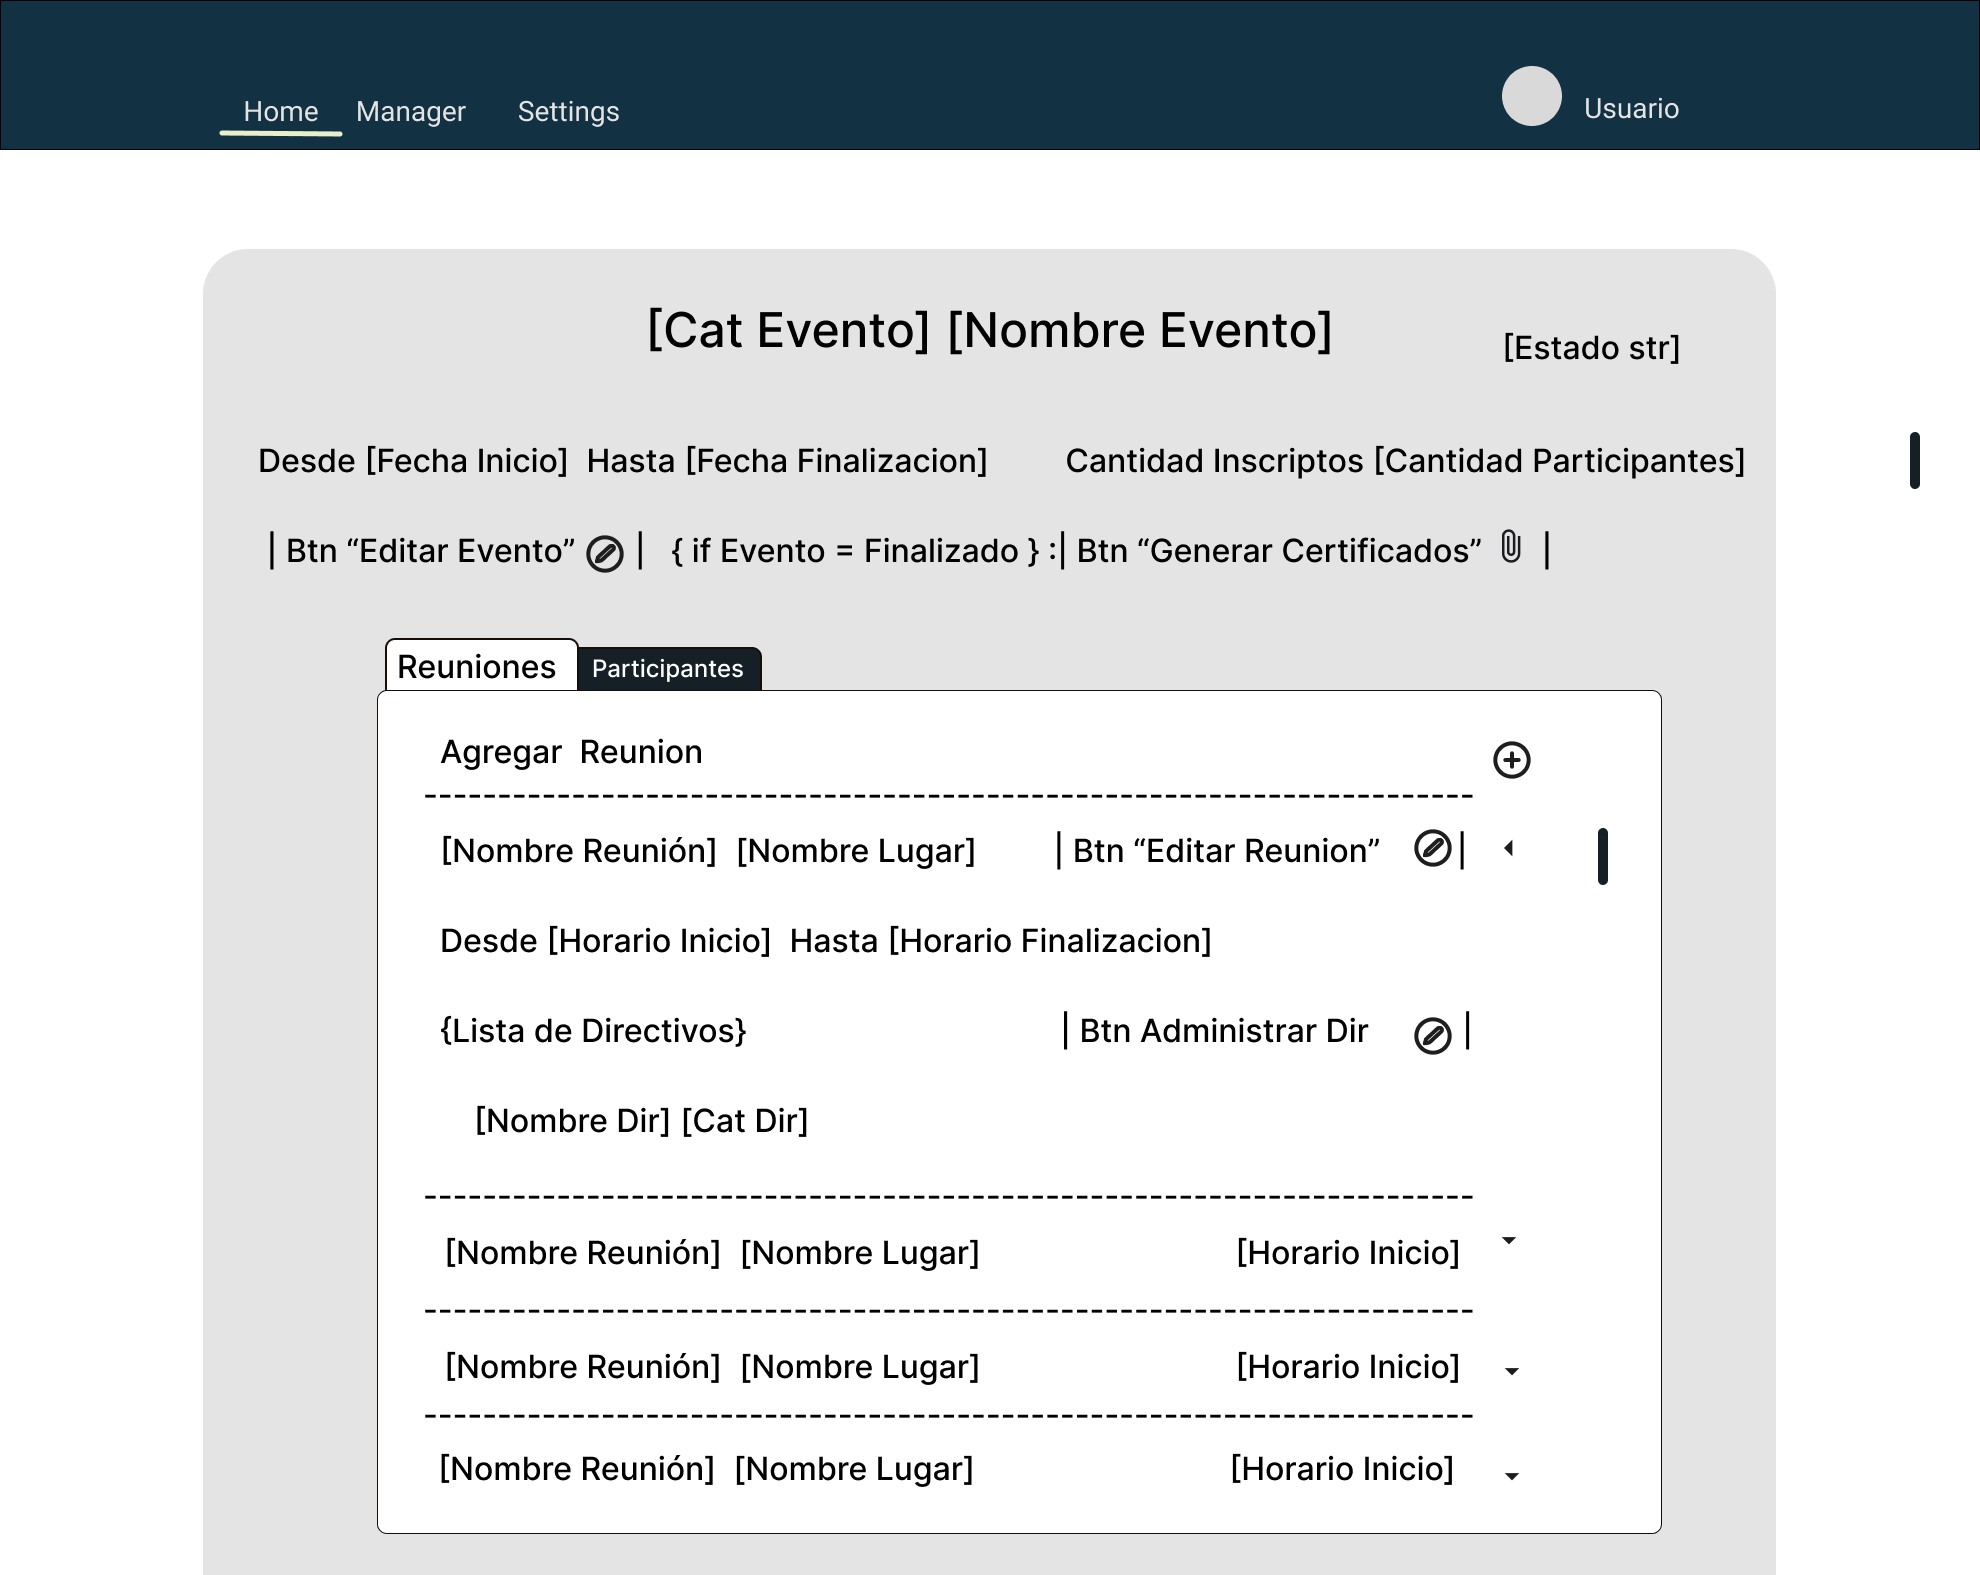 Home Manager Settings Usuario
[Cat Evento] [Nombre Evento]
[Estado str]
Desde [Fecha Inicio]  Hasta [Fecha Finalizacion] Cantidad Inscriptos [Cantidad Participantes]
| Btn “Editar Evento” | { if Evento = Finalizado } :| Btn “Generar Certificados” |
Reuniones Participantes
Agregar  Reunion
-----------------------------------------------------------------------
[Nombre Reunión]  [Nombre Lugar] | Btn “Editar Reunion” |
Desde [Horario Inicio]  Hasta [Horario Finalizacion]
{Lista de Directivos} | Btn Administrar Dir |
[Nombre Dir] [Cat Dir]
-----------------------------------------------------------------------
[Nombre Reunión]  [Nombre Lugar] [Horario Inicio]
-----------------------------------------------------------------------
[Nombre Reunión]  [Nombre Lugar] [Horario Inicio]
-----------------------------------------------------------------------
[Nombre Reunión]  [Nombre Lugar] [Horario Inicio]